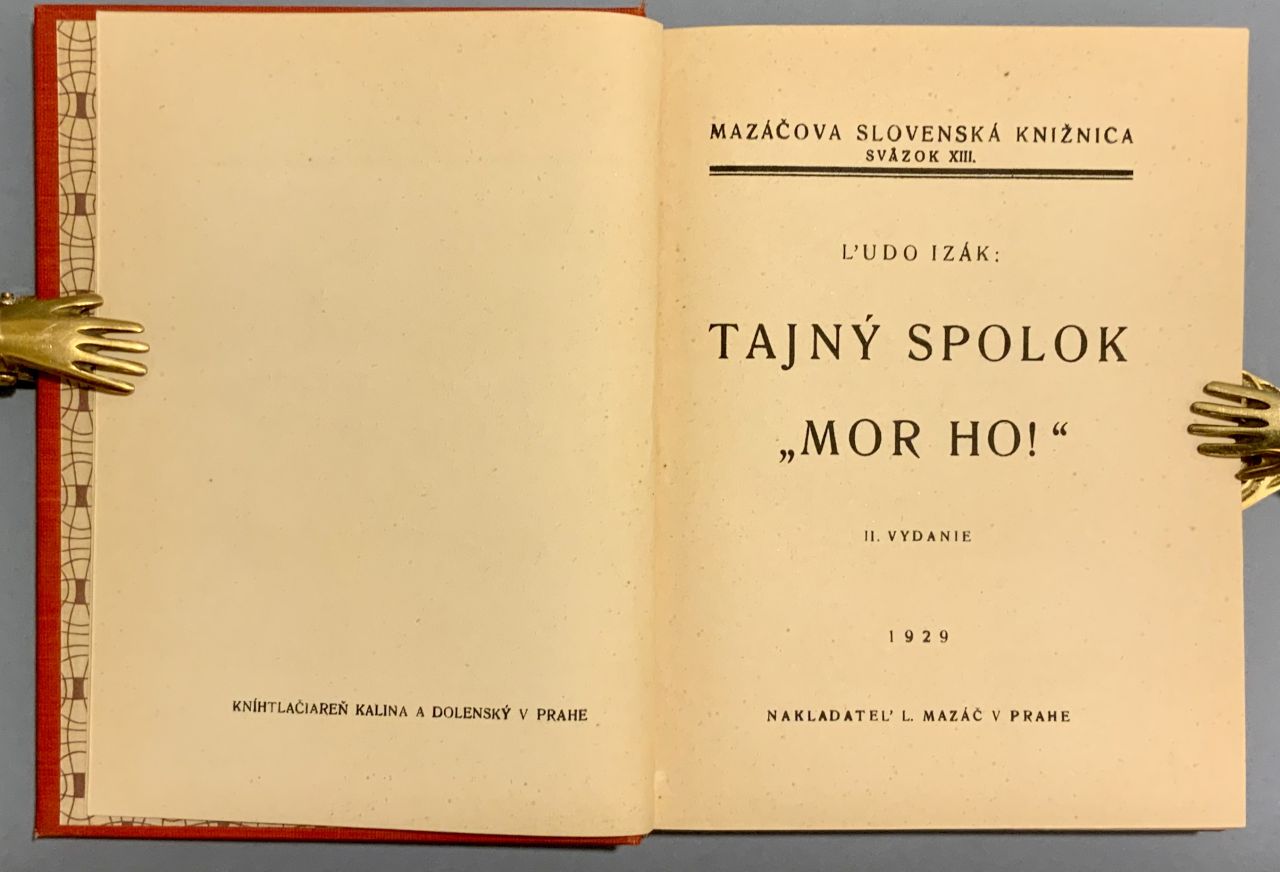 KNÍHTLAČIAREŇ KALINA A DOLENSKÝ V PRAHE
MAZÁČOVA SLOVENSKÁ KNIŽNICA
SVÄZOK XIII.
ĽUDO IZÁK:
TAJNÝ SPOLOK
„MOR HO!“
II. VYDANIE
1929
NAKLADATEĽ L. MAZÁČ V PRAHE